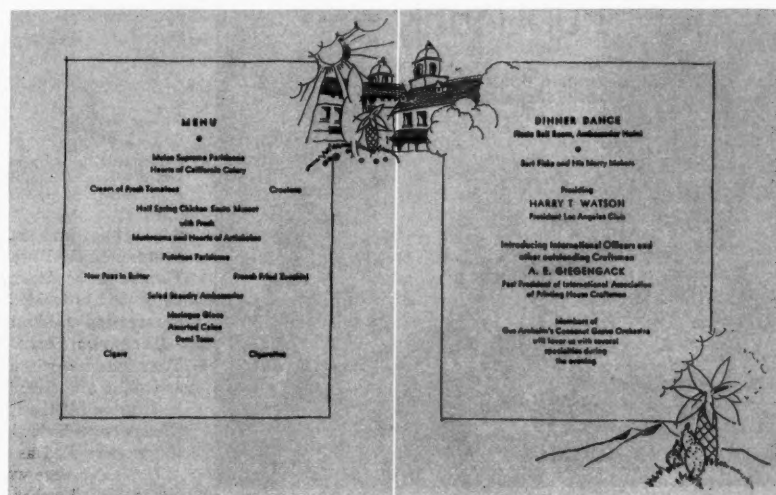 MENU
Melon Supreme Parisienne
Hearts of California Celery
Cream of Fresh Tomatoes Croutons
Half Spring Chicken Saute Mascot
with Fresh
Mushrooms and Hearts of Artichokes
Potatoes Parisienne
New Peas in Butter French Fried Zucchini
Salad Beaudry Ambassador
Meringue Glace
Assorted Cakes
Demi Tasse
Cigars Cigarettes
DINNER DANCE
Fiesta Ball Room, Ambassador Hotel
Bert Fiske and His Merry Makers
Presiding
HARRY T. WATSON
President Los Angeles Club
Introducing International Officers and
other outstanding Craftsmen
A. E. GIEGENGACK
Past President of International Association
of Printing House Craftsmen
Members of
Gus Arnheim's Cocoanut Grove Orchestra
will favor us with several
specialties during
the evening